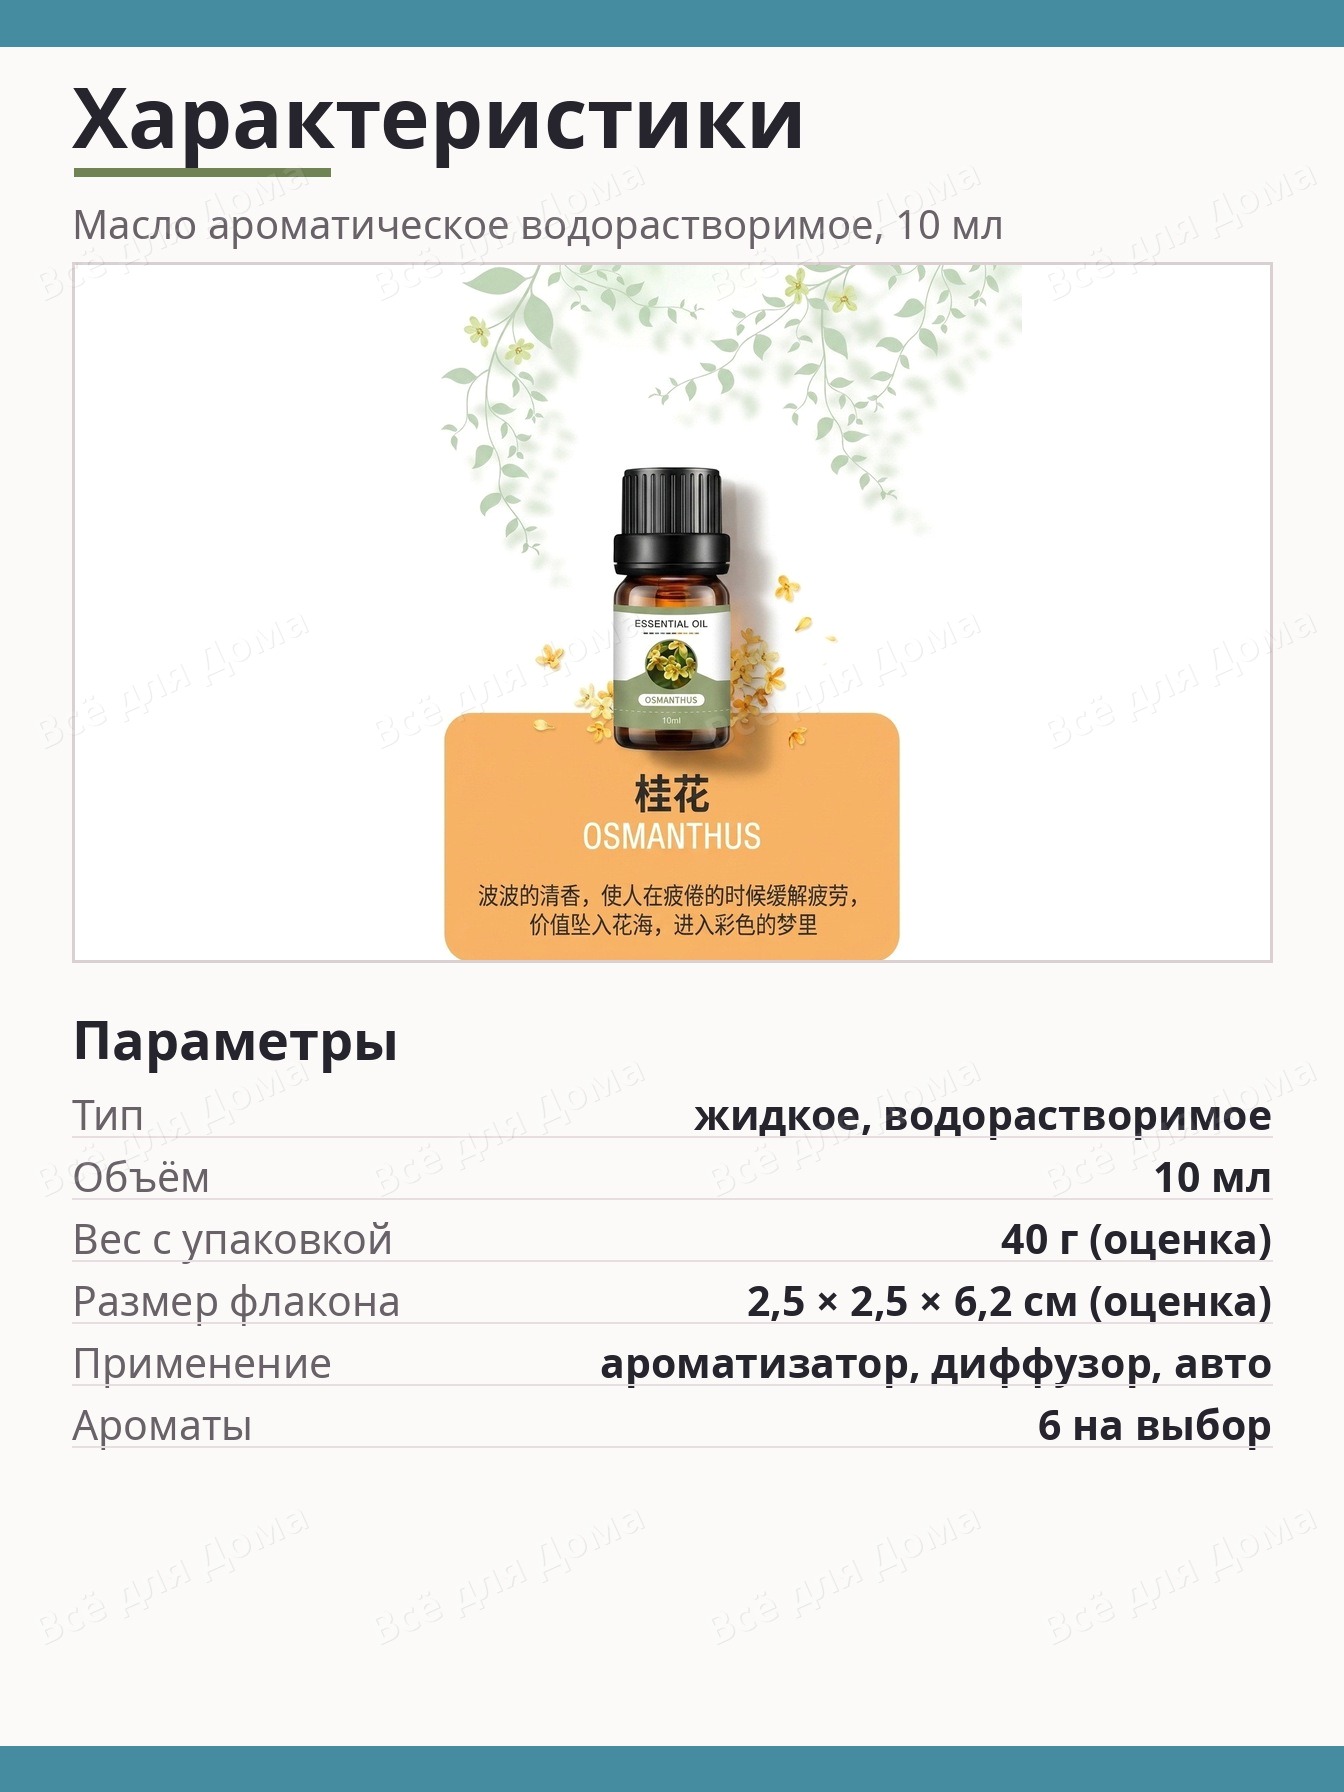 Характеристики
Масло ароматическое водорастворимое, 10 мл
ESSENTIAL OIL
OSMANTHUS
10ml
桂花
OSMANTHUS
波波的清香，使人在疲倦的时候缓解疲劳，
价值坠入花海，进入彩色的梦里
Параметры
Тип жидкое, водорастворимое
Объём 10 мл
Вес с упаковкой 40 г (оценка)
Размер флакона 2,5 × 2,5 × 6,2 см (оценка)
Применение ароматизатор, диффузор, авто
Ароматы 6 на выбор
Всё для Дома